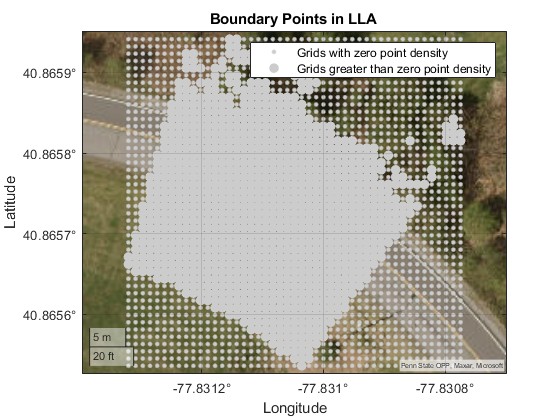 Boundary Points in LLA
Grids with zero point density
Grids greater than zero point density
40.8659°
40.8658°
40.8657°
40.8656°
Latitude
5 m
20 ft
Penn State OPP, Maxar, Microsoft
-77.8312°
-77.831°
-77.8308°
Longitude